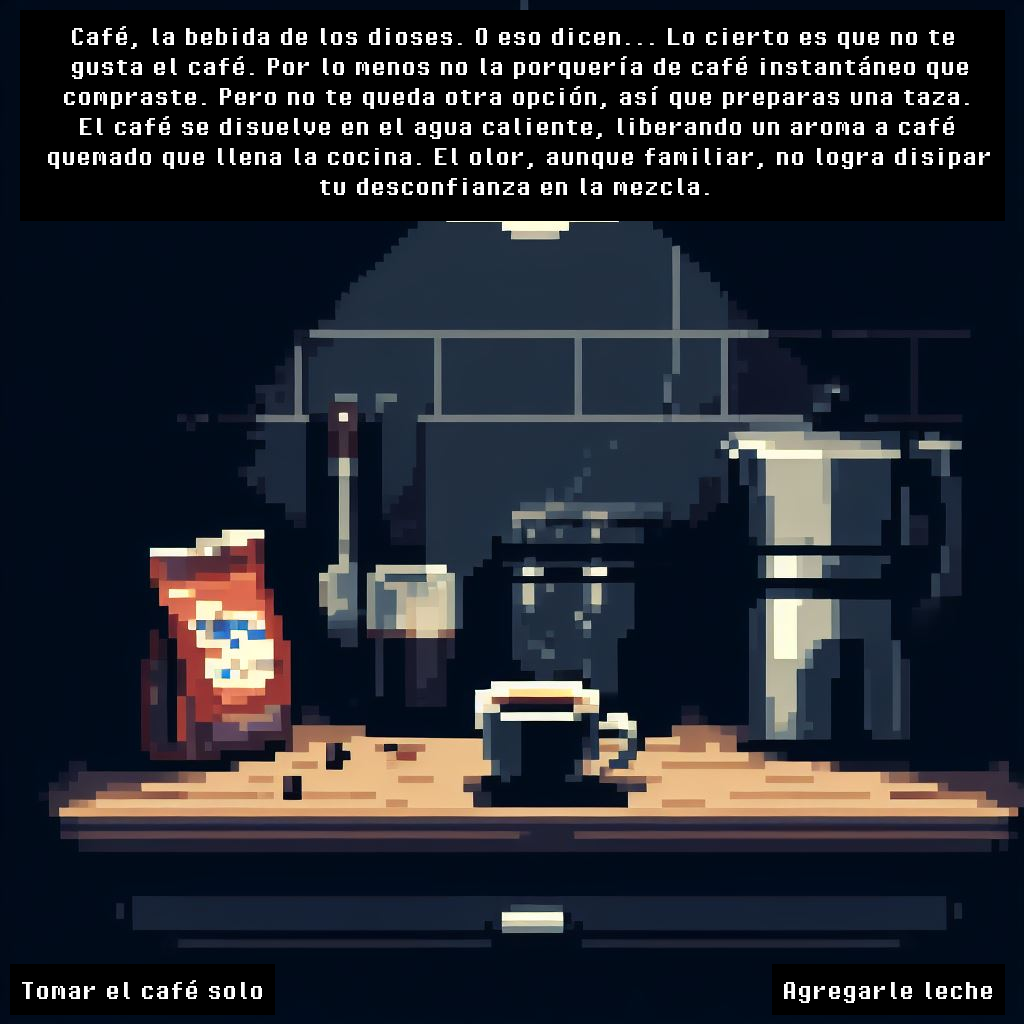 Café, la bebida de los dioses. O eso dicen... Lo cierto es que no te
gusta el café. Por lo menos no la porquería de café instantáneo que
compraste. Pero no te queda otra opción, así que preparas una taza.
El café se disuelve en el agua caliente, liberando un aroma a café
quemado que llena la cocina. El olor, aunque familiar, no logra disipar
tu desconfianza en la mezcla.
Tomar el café solo
Agregarle leche